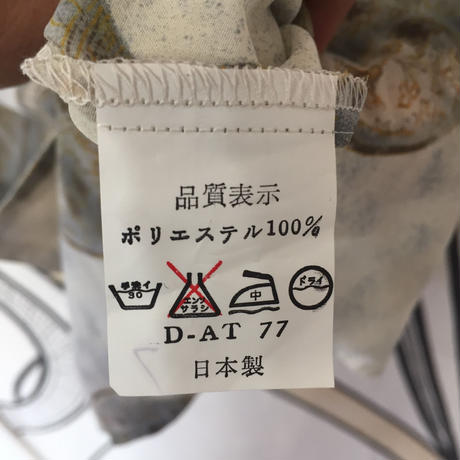 品質表示
ポリエステル100%
手洗イ 30 エンソ サラシ 中 ドライ
D-AT 77
日本製